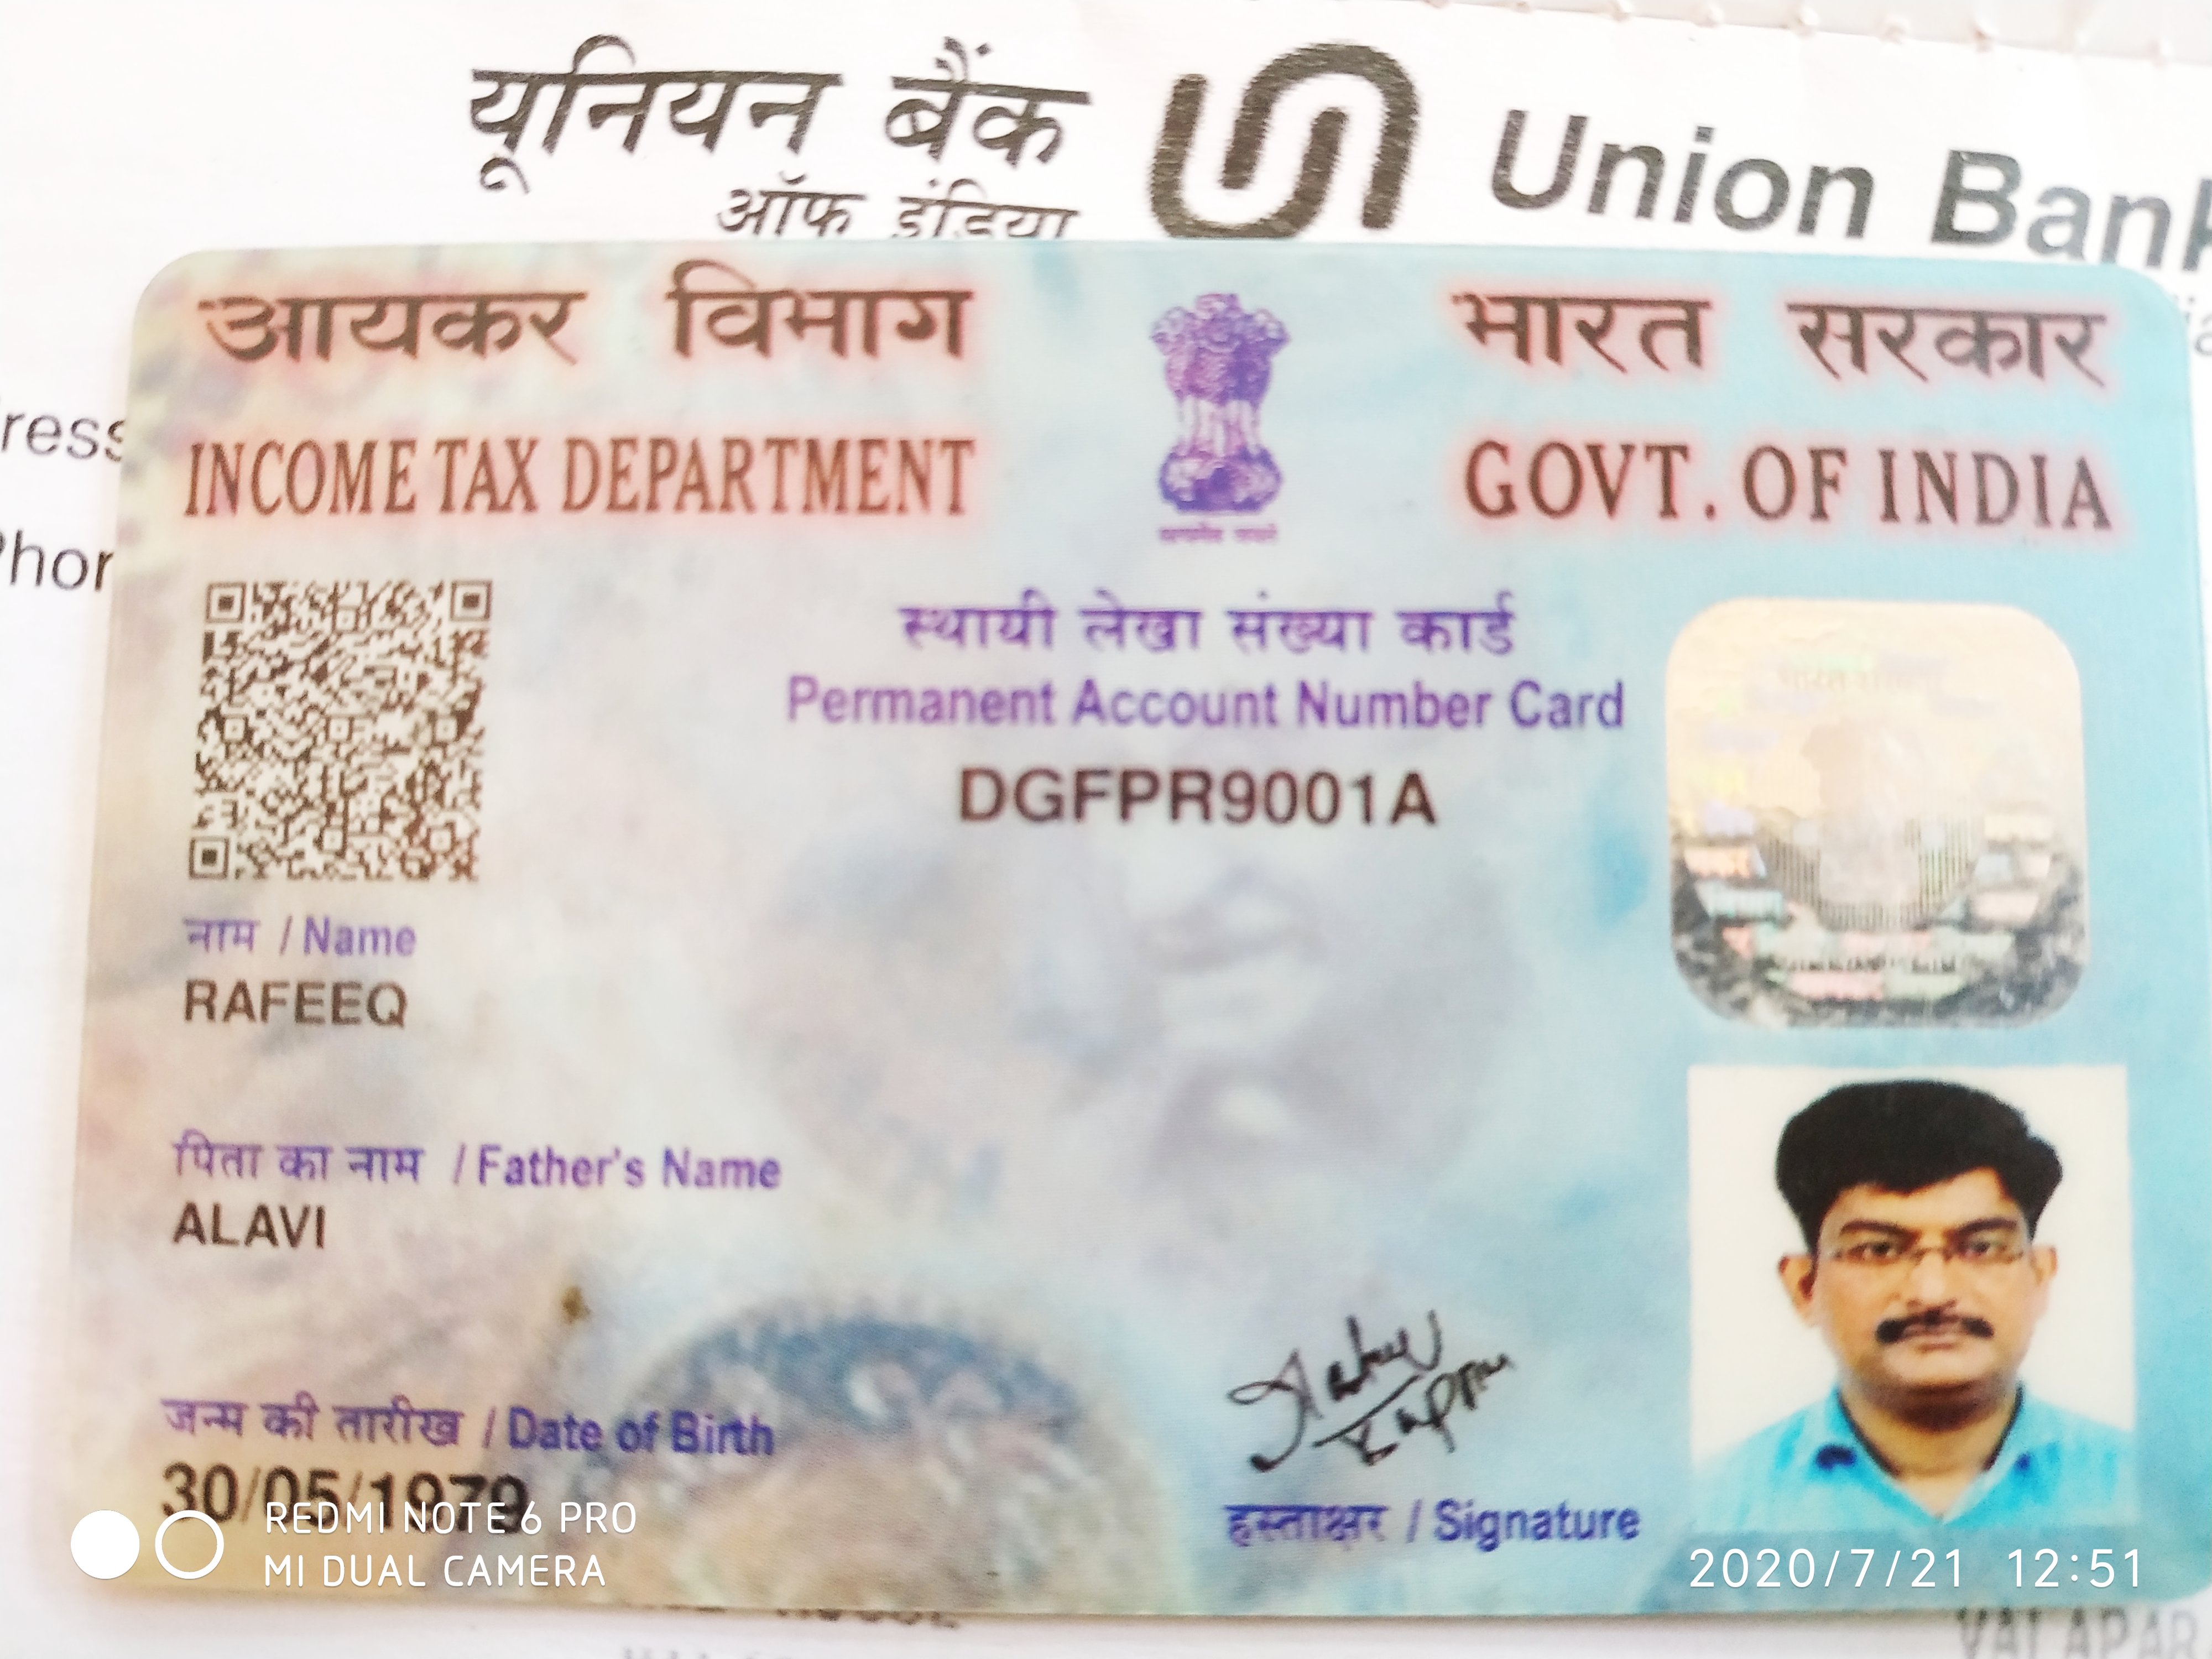 यूनियन बैंक
ऑफ इंडिया
Union Bank
ress
Phon
आयकर विभाग
INCOME TAX DEPARTMENT
भारत सरकार
GOVT. OF INDIA
स्थायी लेखा संख्या कार्ड
Permanent Account Number Card
DGFPR9001A
नाम / Name
RAFEEQ
पिता का नाम / Father's Name
ALAVI
जन्म की तारीख / Date of Birth
30/05/1979
हस्ताक्षर / Signature
REDMI NOTE 6 PRO
MI DUAL CAMERA
2020/7/21 12:51